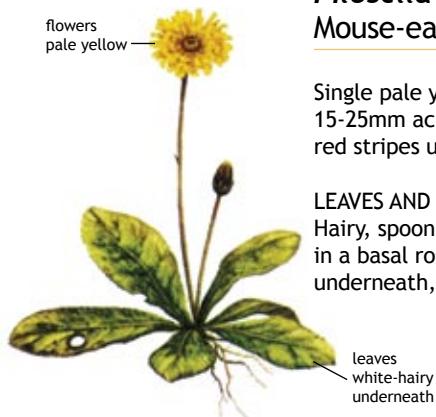 flowers
pale yellow
Mouse-ea
Single pale y
15-25mm ac
red stripes u
LEAVES AND
Hairy, spoon
in a basal ro
underneath,
leaves
white-hairy
underneath